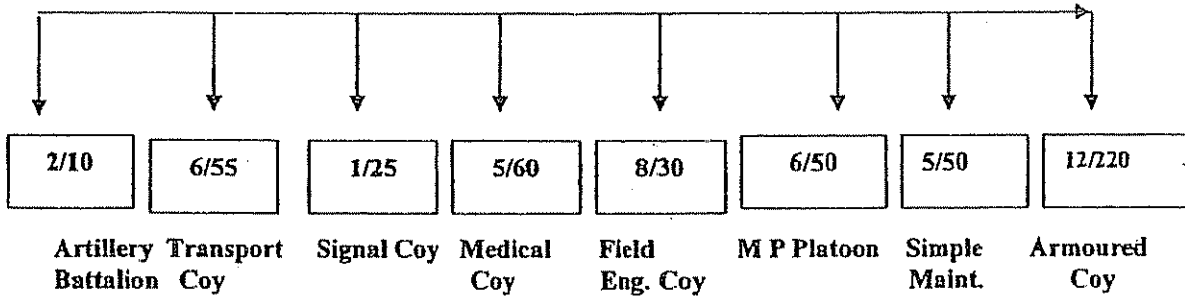 2/10 6/55 1/25 5/60 8/30 6/50 5/50 12/220
Artillery Transport Signal Coy Medical Field M P Platoon Simple Armoured
Battalion Coy Coy Eng. Coy Maint. Coy